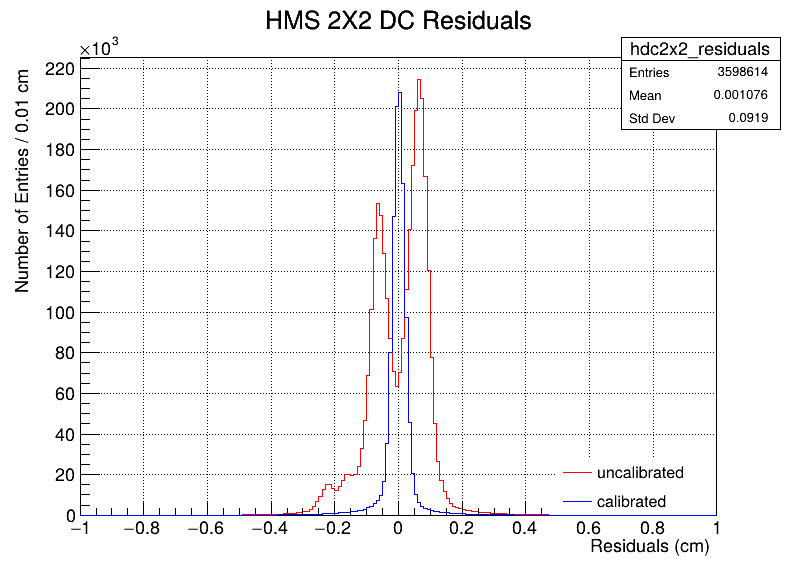 HMS 2X2 DC Residuals
×10³
hdc2x2_residuals
Entries 3598614
Mean 0.001076
Std Dev 0.0919
Number of Entries / 0.01 cm
220
200
180
160
140
120
100
80
60
40
20
0
uncalibrated
calibrated
−1 −0.8 −0.6 −0.4 −0.2 0 0.2 0.4 0.6 0.8 1
Residuals (cm)